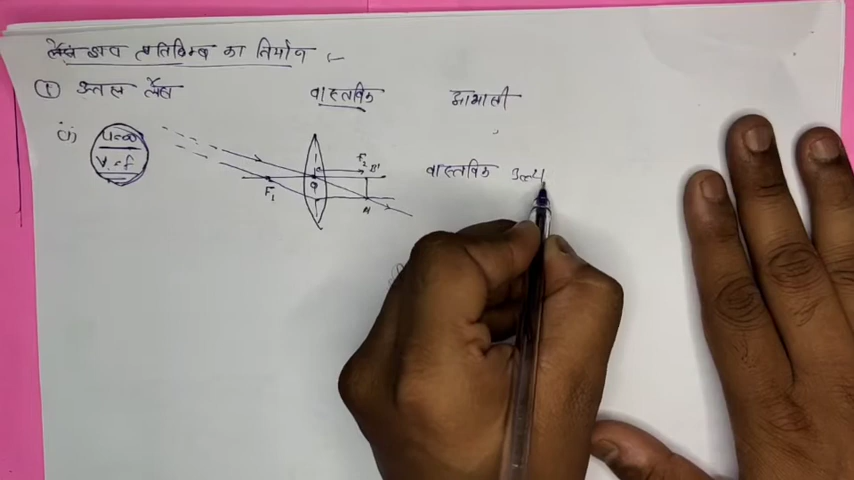 लेंस द्वारा प्रतिबिम्ब का निर्माण :-
(1) उत्तल लेंस वास्तविक आभासी
(i) u=∞ वास्तविक उल्
v=f
F₂ B'
O
F₁ A'